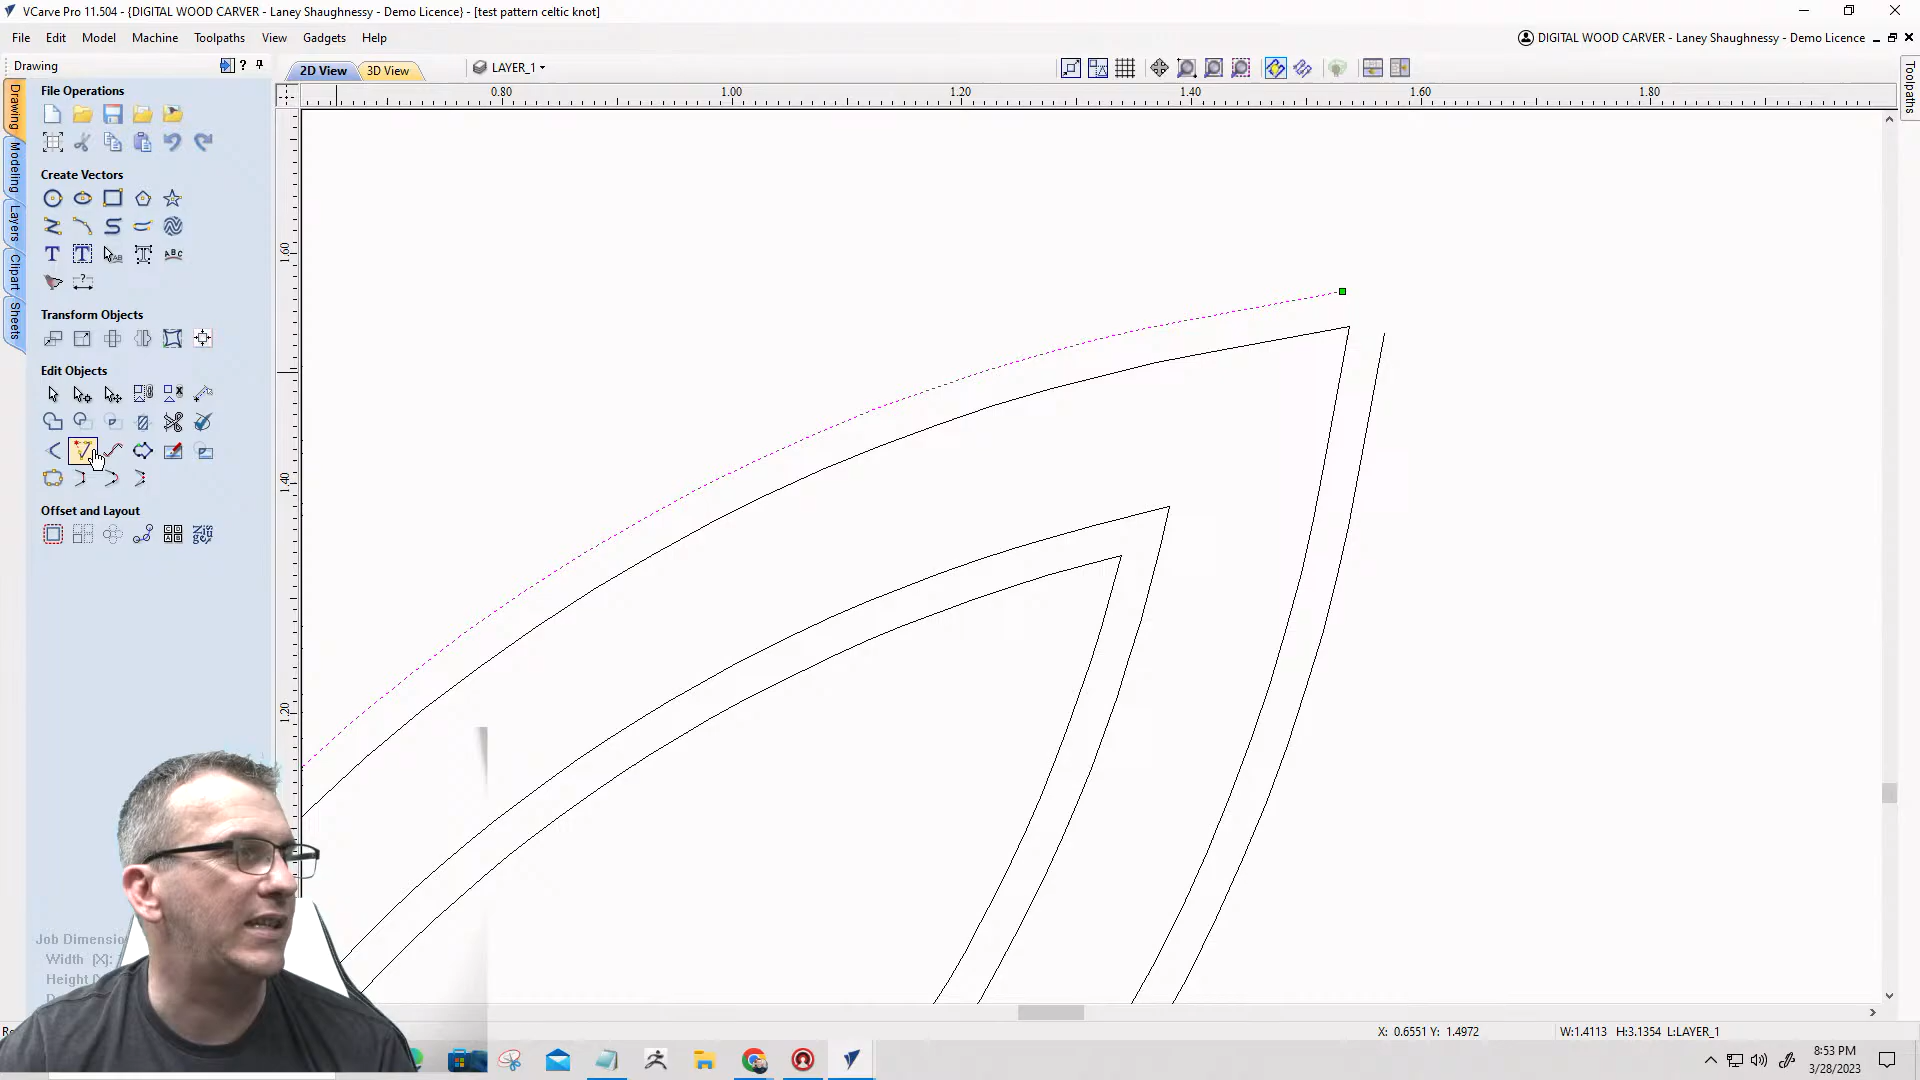 VCarve Pro 11.504 - {DIGITAL WOOD CARVER - Laney Shaughnessy - Demo Licence} - [test pattern celtic knot]
File Edit Model Machine Toolpaths View Gadgets Help
DIGITAL WOOD CARVER - Laney Shaughnessy - Demo Licence
Drawing
2D View
3D View
LAYER_1
Toolpaths
0.80 1.00 1.20 1.40 1.60 1.80
Drawing
Modeling
Layers
Clipart
Sheets
File Operations
Create Vectors
Transform Objects
Edit Objects
Offset and Layout
1.60
1.40
1.20
Job Dimensio
Width (X):
Height
X: 0.6551 Y: 1.4972
W:1.4113 H:3.1354 L:LAYER_1
8:53 PM
3/28/2023